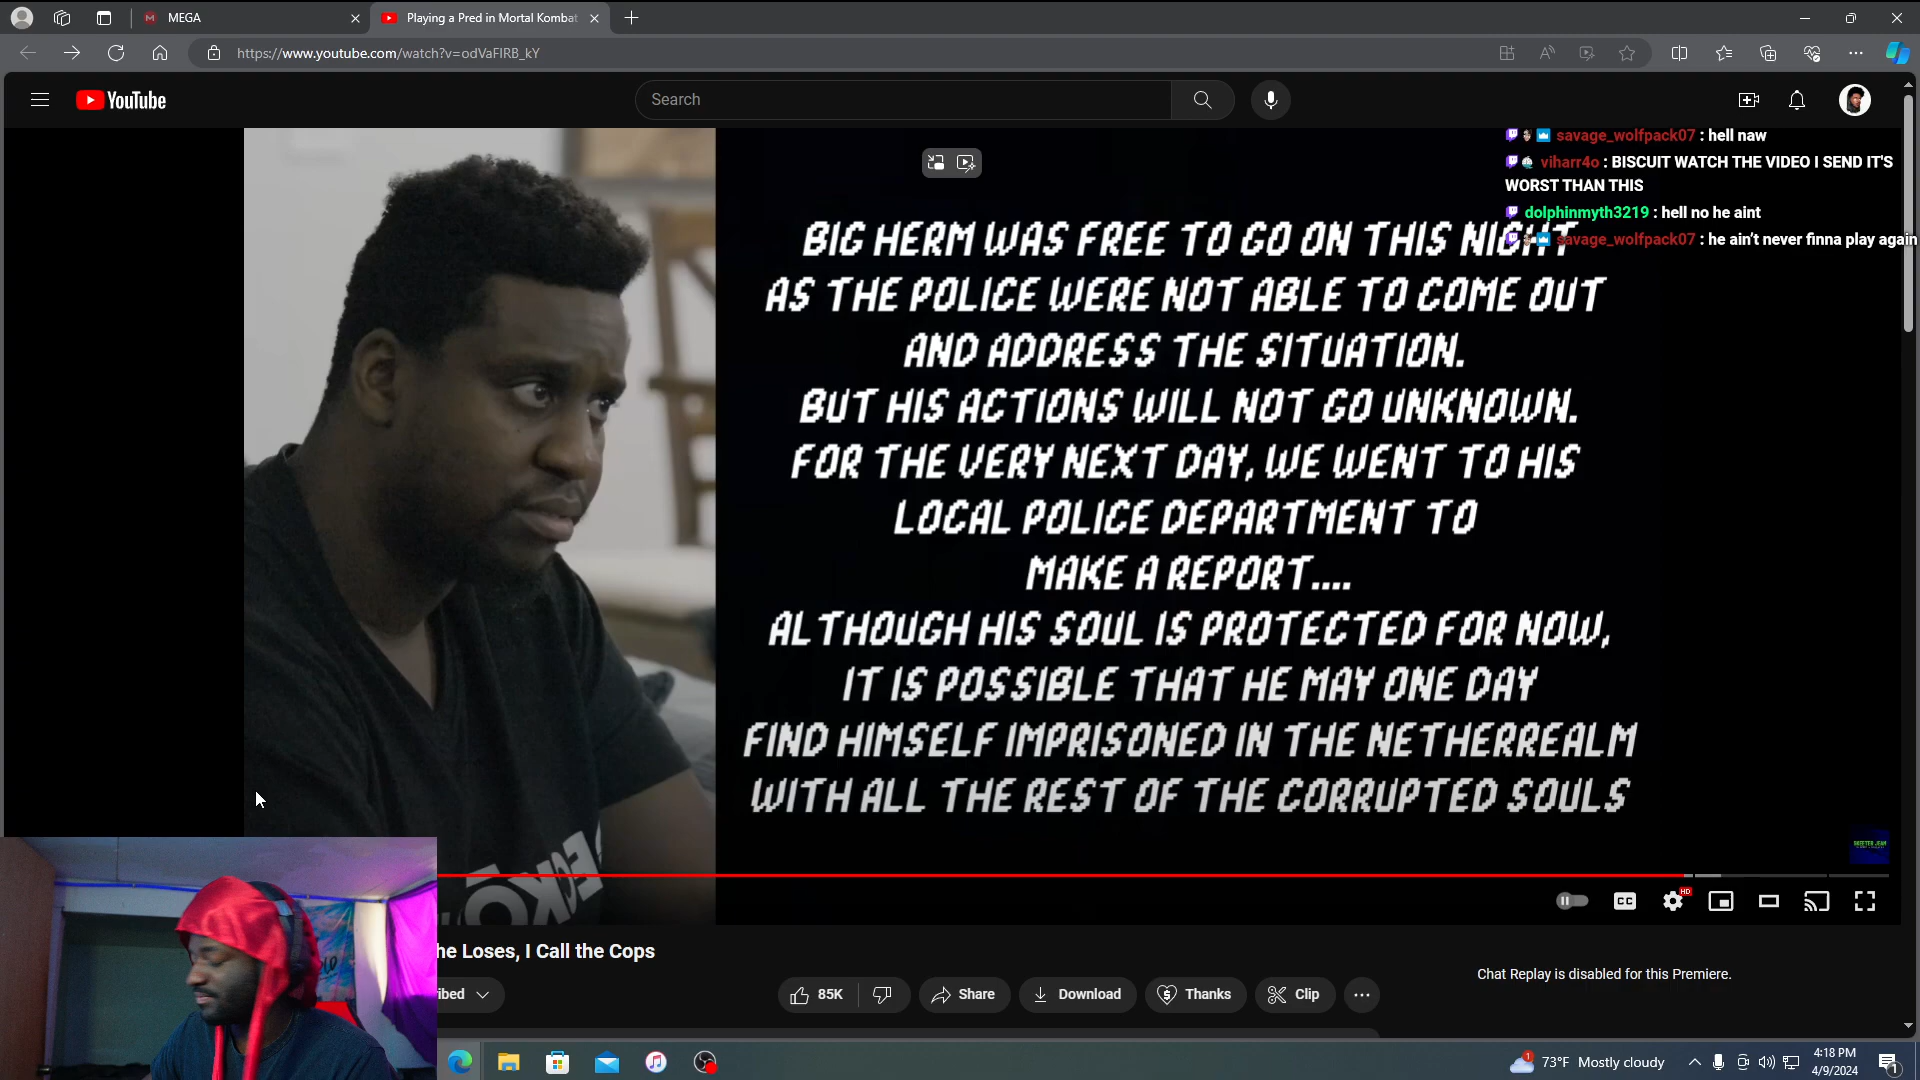 MEGA
Playing a Pred in Mortal Kombat
https://www.youtube.com/watch?v=odVaFIRB_kY
YouTube
Search
savage_wolfpack07 : hell naw
viharr4o : BISCUIT WATCH THE VIDEO I SEND IT'S
WORST THAN THIS
dolphinmyth3219 : hell no he aint
savage_wolfpack07 : he ain't never finna play again
BIG HERM WAS FREE TO GO ON THIS NIGHT
AS THE POLICE WERE NOT ABLE TO COME OUT
AND ADDRESS THE SITUATION.
BUT HIS ACTIONS WILL NOT GO UNKNOWN.
FOR THE VERY NEXT DAY, WE WENT TO HIS
LOCAL POLICE DEPARTMENT TO
MAKE A REPORT....
ALTHOUGH HIS SOUL IS PROTECTED FOR NOW,
IT IS POSSIBLE THAT HE MAY ONE DAY
FIND HIMSELF IMPRISONED IN THE NETHERREALM
WITH ALL THE REST OF THE CORRUPTED SOULS
SKEETER JEAN
CC
HD
he Loses, I Call the Cops
ibed
85K
Share
Download
Thanks
Clip
Chat Replay is disabled for this Premiere.
1
73°F Mostly cloudy
4:18 PM
4/9/2024
1